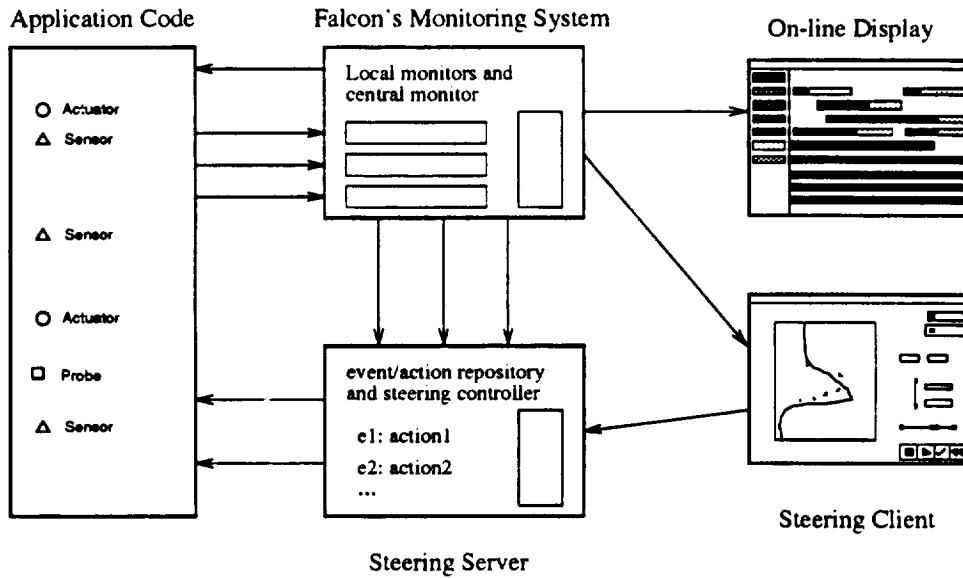 Application Code
Falcon's Monitoring System
On-line Display
Local monitors and
central monitor
Actuator
Sensor
Sensor
Actuator
Probe
Sensor
event/action repository
and steering controller
e1: action1
e2: action2
...
Steering Client
Steering Server